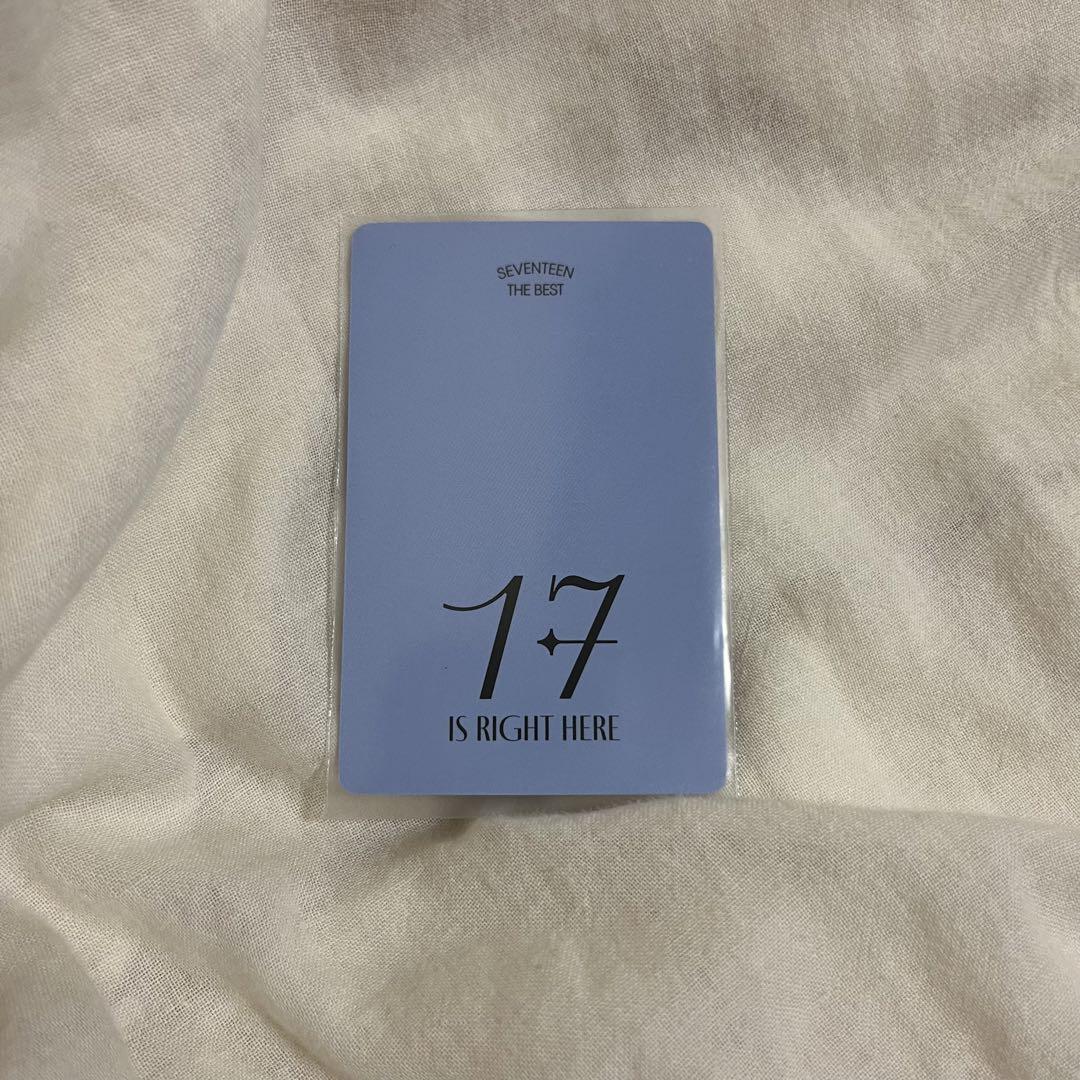 SEVENTEEN
THE BEST
17
IS RIGHT HERE